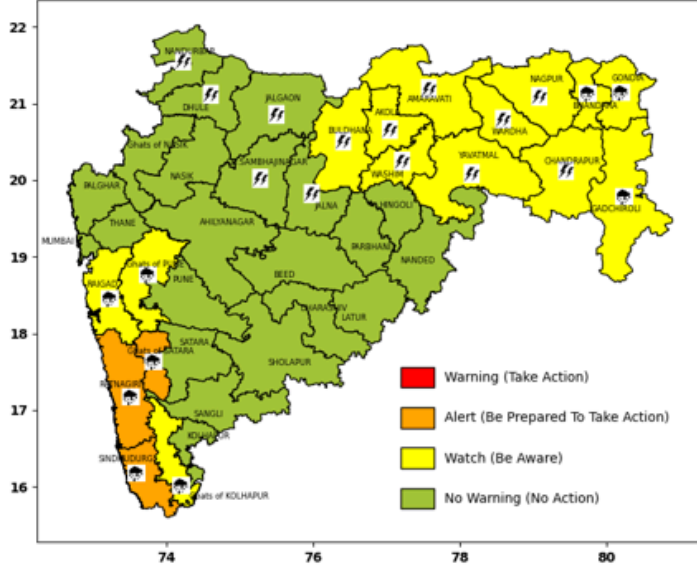 22
NANDURBAR
NAGPUR
GONDIA
21
DHULE
JALGAON
AKOLA
AMARAVATI
BHANDARA
BULDHANA
WARDHA
Ghats of NASIK
SAMBHAJINAGAR
YAVATMAL
CHANDRAPUR
20
PALGHAR
NASIK
WASHIM
JALNA
HINGOLI
GADCHIROLI
THANE
AHILYANAGAR
19
MUMBAI
PARBHANI
NANDED
Ghats of PUNE
RAIGAD
PUNE
BEED
DHARASHIV
LATUR
18
Ghats of SATARA
SATARA
SHOLAPUR
Warning (Take Action)
RATNAGIRI
17
SANGLI
Alert (Be Prepared To Take Action)
KOLHAPUR
SINDHUDURG
Watch (Be Aware)
16
Ghats of KOLHAPUR
No Warning (No Action)
74
76
78
80